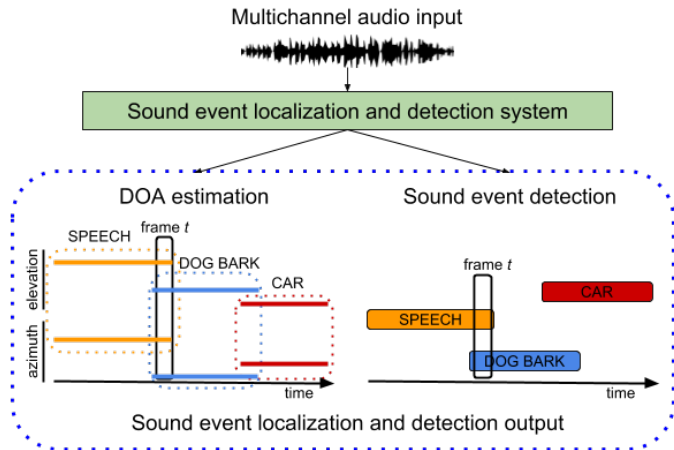 Multichannel audio input
Sound event localization and detection system
DOA estimation
Sound event detection
frame t
SPEECH
DOG BARK
CAR
elevation
azimuth
time
frame t
CAR
SPEECH
DOG BARK
time
Sound event localization and detection output